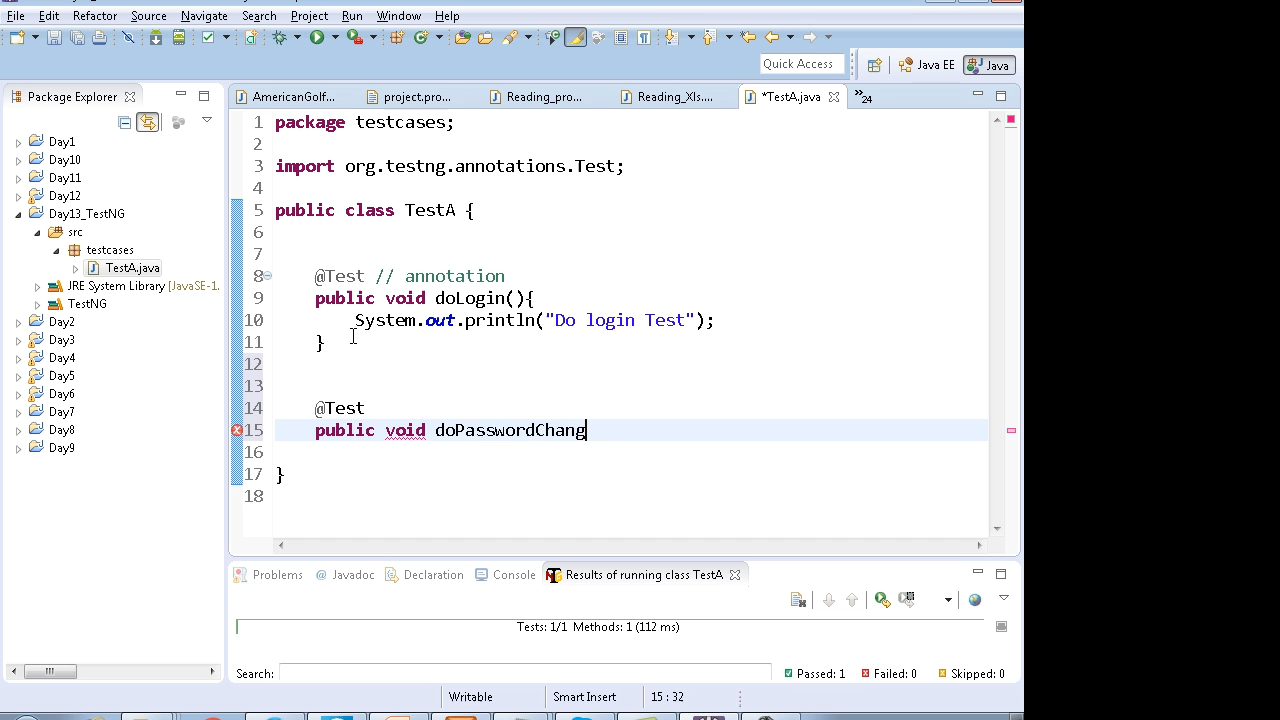 File Edit Refactor Source Navigate Search Project Run Window Help
Quick Access Java EE Java
Package Explorer
AmericanGolf... project.pro... Reading_pro... Reading_Xls.... *TestA.java »24
Day1
Day10
Day11
Day12
Day13_TestNG
src
testcases
TestA.java
JRE System Library [JavaSE-1.
TestNG
Day2
Day3
Day4
Day5
Day6
Day7
Day8
Day9
1 package testcases;
2
3 import org.testng.annotations.Test;
4
5 public class TestA {
6
7
8 @Test // annotation
9 public void doLogin(){
10 System.out.println("Do login Test");
11 }
12
13
14 @Test
15 public void doPasswordChang
16
17 }
18
Problems @ Javadoc Declaration Console Results of running class TestA
Tests: 1/1 Methods: 1 (112 ms)
Search: Passed: 1 Failed: 0 Skipped: 0
Writable Smart Insert 15 : 32